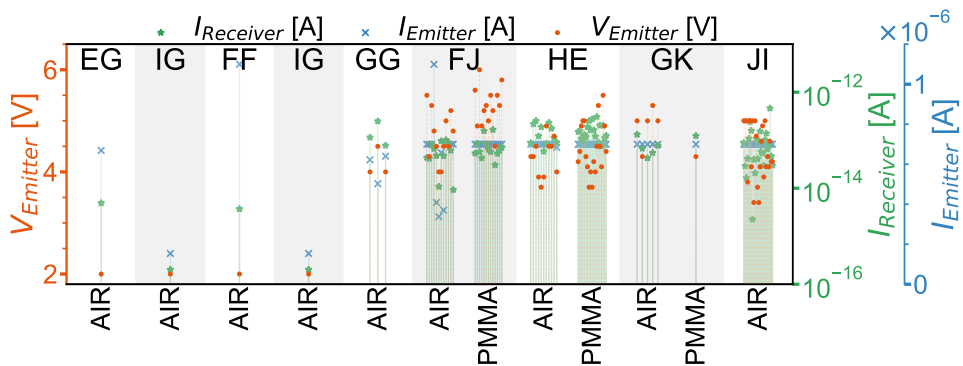 I_Receiver [A] I_Emitter [A] V_Emitter [V]
×10⁻⁶
EG IG FF IG GG FJ HE GK JI
6
4
2
V_Emitter [V]
10⁻¹²
10⁻¹⁴
10⁻¹⁶
I_Receiver [A]
1
0
I_Emitter [A]
AIR AIR AIR AIR AIR AIR PMMA AIR PMMA AIR PMMA AIR